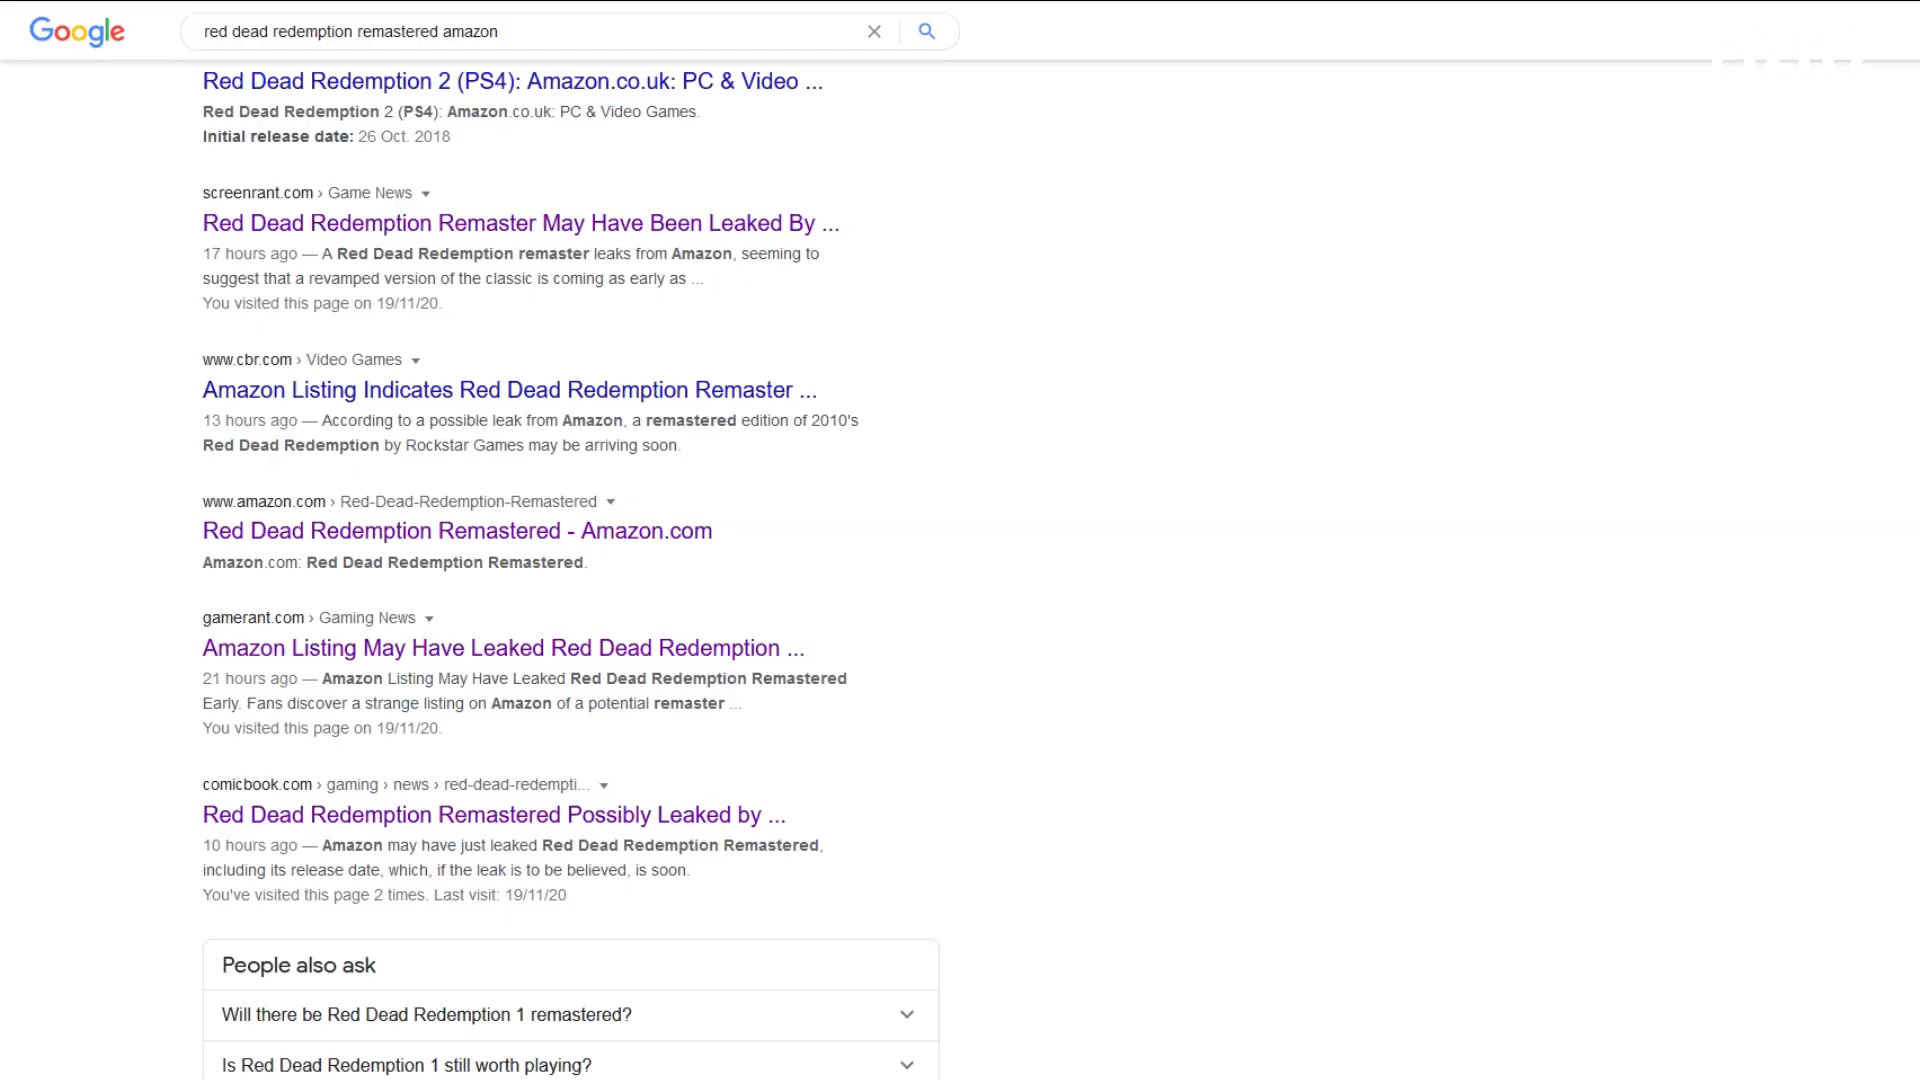 Google
red dead redemption remastered amazon
Red Dead Redemption 2 (PS4): Amazon.co.uk: PC & Video ...
Red Dead Redemption 2 (PS4): Amazon.co.uk: PC & Video Games.
Initial release date: 26 Oct. 2018
screenrant.com › Game News
Red Dead Redemption Remaster May Have Been Leaked By ...
17 hours ago — A Red Dead Redemption remaster leaks from Amazon, seeming to
suggest that a revamped version of the classic is coming as early as ...
You visited this page on 19/11/20.
www.cbr.com › Video Games
Amazon Listing Indicates Red Dead Redemption Remaster ...
13 hours ago — According to a possible leak from Amazon, a remastered edition of 2010's
Red Dead Redemption by Rockstar Games may be arriving soon.
www.amazon.com › Red-Dead-Redemption-Remastered
Red Dead Redemption Remastered - Amazon.com
Amazon.com: Red Dead Redemption Remastered.
gamerant.com › Gaming News
Amazon Listing May Have Leaked Red Dead Redemption ...
21 hours ago — Amazon Listing May Have Leaked Red Dead Redemption Remastered
Early. Fans discover a strange listing on Amazon of a potential remaster ...
You visited this page on 19/11/20.
comicbook.com › gaming › news › red-dead-redempti...
Red Dead Redemption Remastered Possibly Leaked by ...
10 hours ago — Amazon may have just leaked Red Dead Redemption Remastered,
including its release date, which, if the leak is to be believed, is soon.
You've visited this page 2 times. Last visit: 19/11/20
People also ask
Will there be Red Dead Redemption 1 remastered?
Is Red Dead Redemption 1 still worth playing?